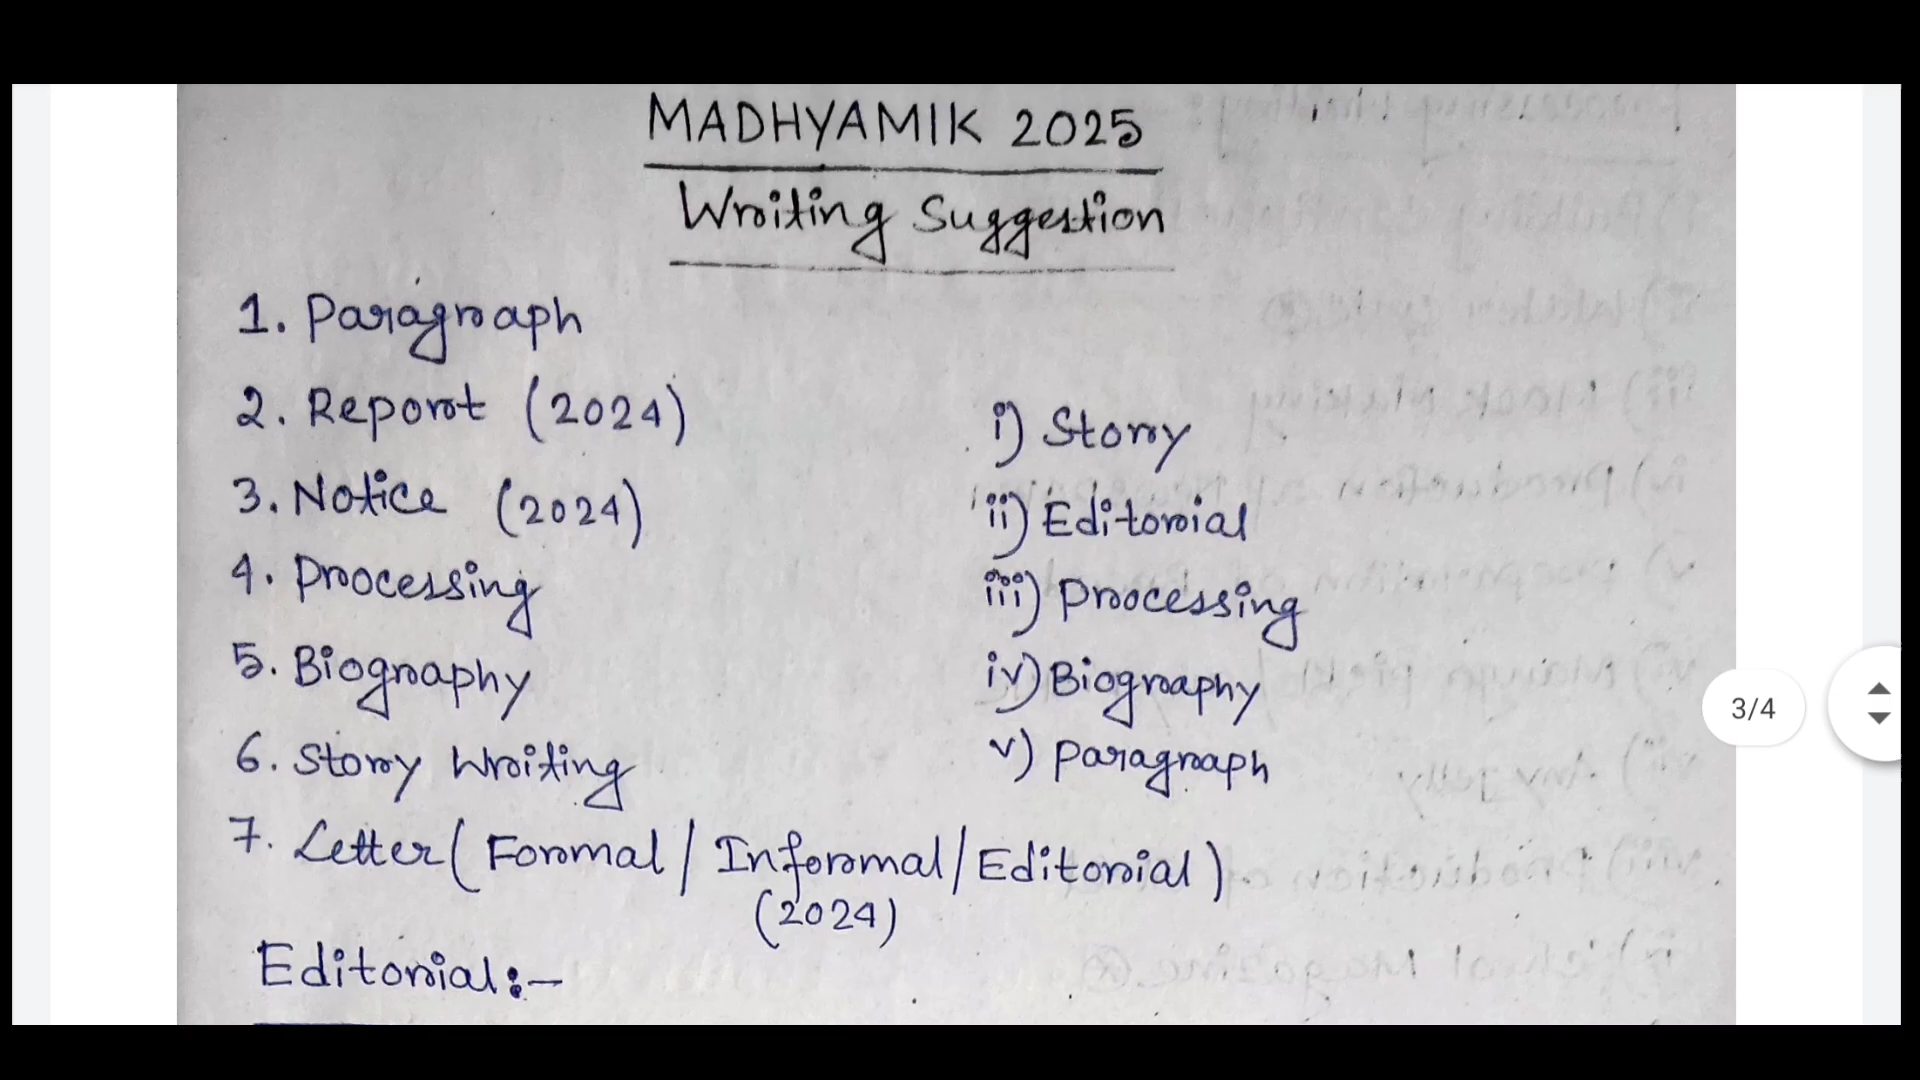 MADHYAMIK 2025
Writing Suggestion
1. Paragraph
2. Report (2024)
3. Notice (2024)
4. Processing
5. Biography
6. Story Writing
7. Letter (Formal / Informal / Editorial)
(2024)
i) Story
ii) Editorial
iii) Processing
iv) Biography
v) Paragraph
Editorial:-
3/4